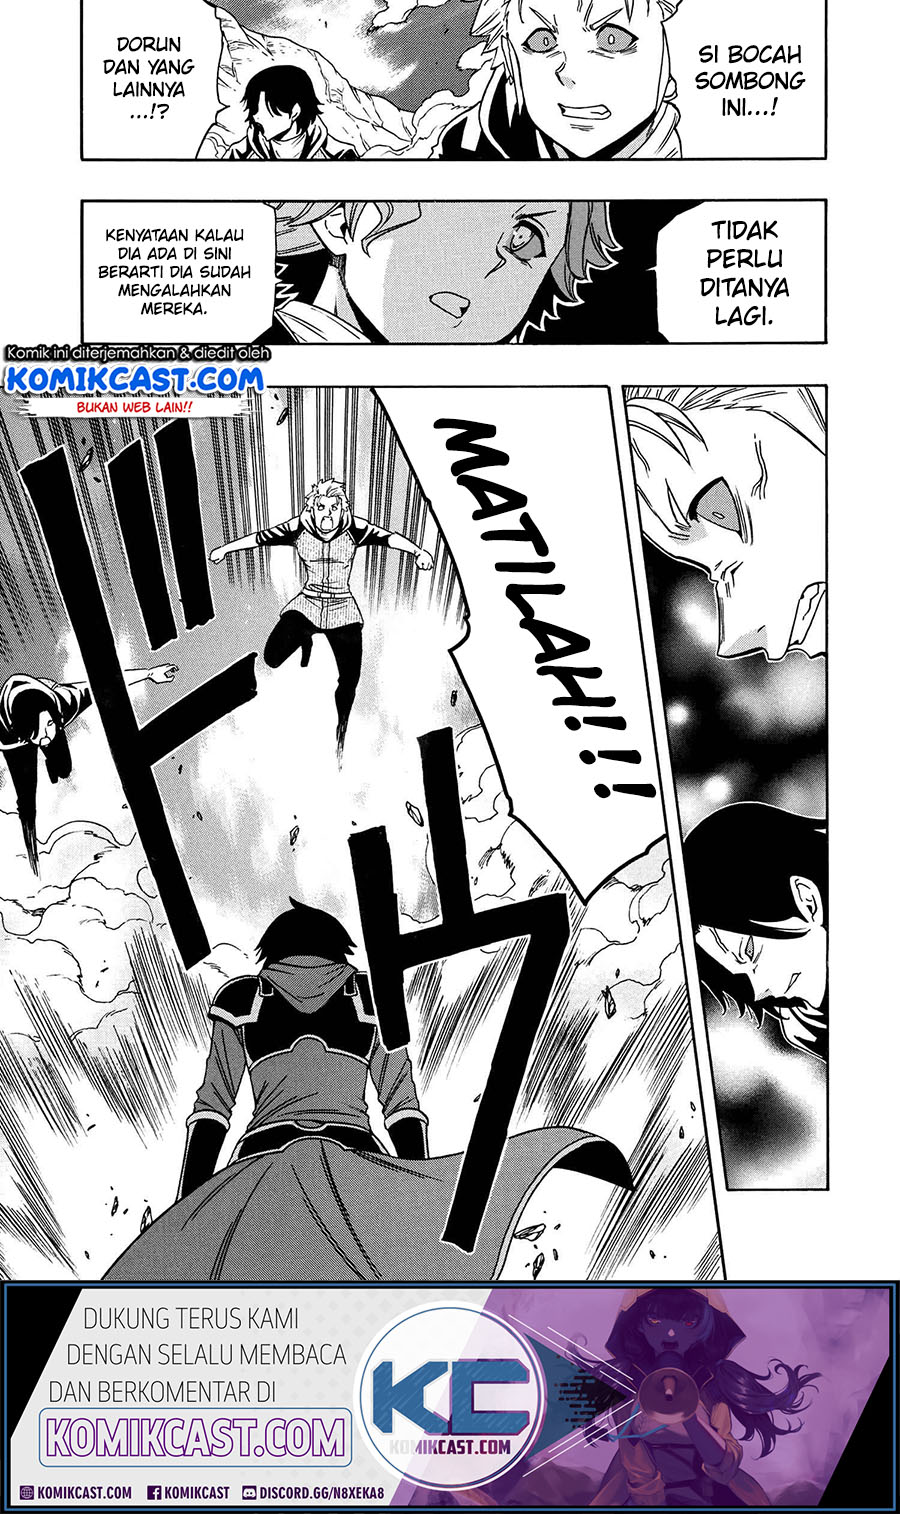 SI BOCAH
SOMBONG
INI...!
DORUN
DAN YANG
LAINNYA
...!?
TIDAK
PERLU
DITANYA
LAGI.
KENYATAAN KALAU
DIA ADA DI SINI
BERARTI DIA SUDAH
MENGALAHKAN
MEREKA.
Komik ini diterjemahkan & diedit oleh
KOMIKCAST.COM
BUKAN WEB LAIN!!
MATILAH!!!
ドドド
DUKUNG TERUS KAMI
DENGAN SELALU MEMBACA
DAN BERKOMENTAR DI
KOMIKCAST.COM
KC
KOMIKCAST.COM
KOMIKCAST.COM
KOMIKCAST
DISCORD.GG/N8XEKA8